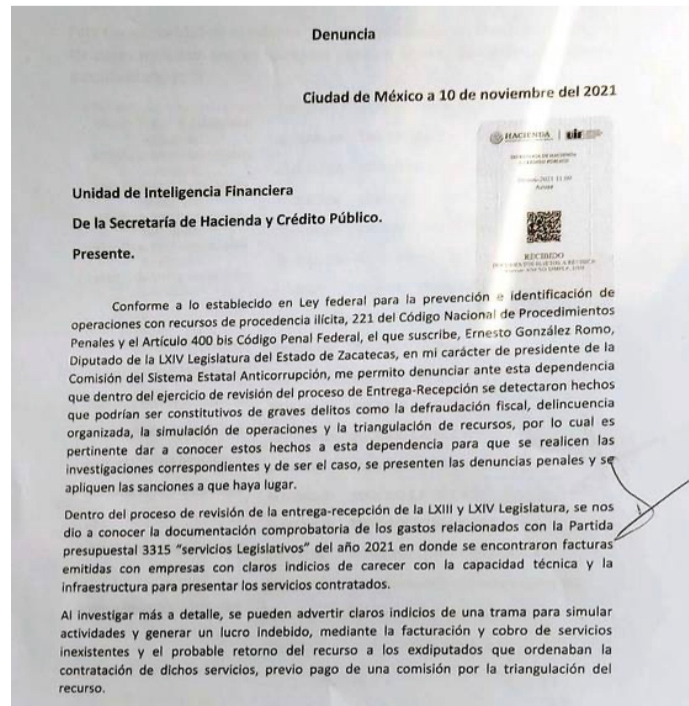 Denuncia
Ciudad de México a 10 de noviembre del 2021
HACIENDA
Unidad de Inteligencia Financiera
De la Secretaría de Hacienda y Crédito Público.
Presente.
RECIBIDO
Conforme a lo establecido en Ley federal para la prevención e identificación de
operaciones con recursos de procedencia ilícita, 221 del Código Nacional de Procedimientos
Penales y el Artículo 400 bis Código Penal Federal, el que suscribe, Ernesto González Romo,
Diputado de la LXIV Legislatura del Estado de Zacatecas, en mi carácter de presidente de la
Comisión del Sistema Estatal Anticorrupción, me permito denunciar ante esta dependencia
que dentro del ejercicio de revisión del proceso de Entrega-Recepción se detectaron hechos
que podrían ser constitutivos de graves delitos como la defraudación fiscal, delincuencia
organizada, la simulación de operaciones y la triangulación de recursos, por lo cual es
pertinente dar a conocer estos hechos a esta dependencia para que se realicen las
investigaciones correspondientes y de ser el caso, se presenten las denuncias penales y se
apliquen las sanciones a que haya lugar.
Dentro del proceso de revisión de la entrega-recepción de la LXIII y LXIV Legislatura, se nos
dio a conocer la documentación comprobatoria de los gastos relacionados con la Partida
presupuestal 3315 "servicios Legislativos" del año 2021 en donde se encontraron facturas
emitidas con empresas con claros indicios de carecer con la capacidad técnica y la
infraestructura para presentar los servicios contratados.
Al investigar más a detalle, se pueden advertir claros indicios de una trama para simular
actividades y generar un lucro indebido, mediante la facturación y cobro de servicios
inexistentes y el probable retorno del recurso a los exdiputados que ordenaban la
contratación de dichos servicios, previo pago de una comisión por la triangulación del
recurso.